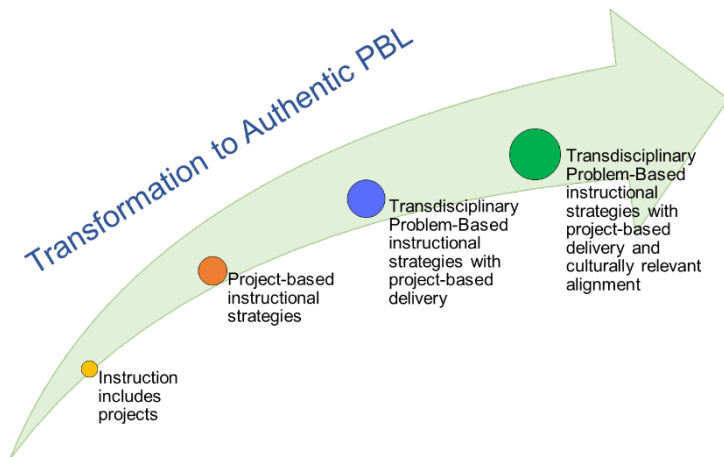 Transformation to Authentic PBL
Instruction
includes
projects
Project-based
instructional
strategies
Transdisciplinary
Problem-Based
instructional
strategies with
project-based
delivery
Transdisciplinary
Problem-Based
instructional
strategies with
project-based
delivery and
culturally relevant
alignment